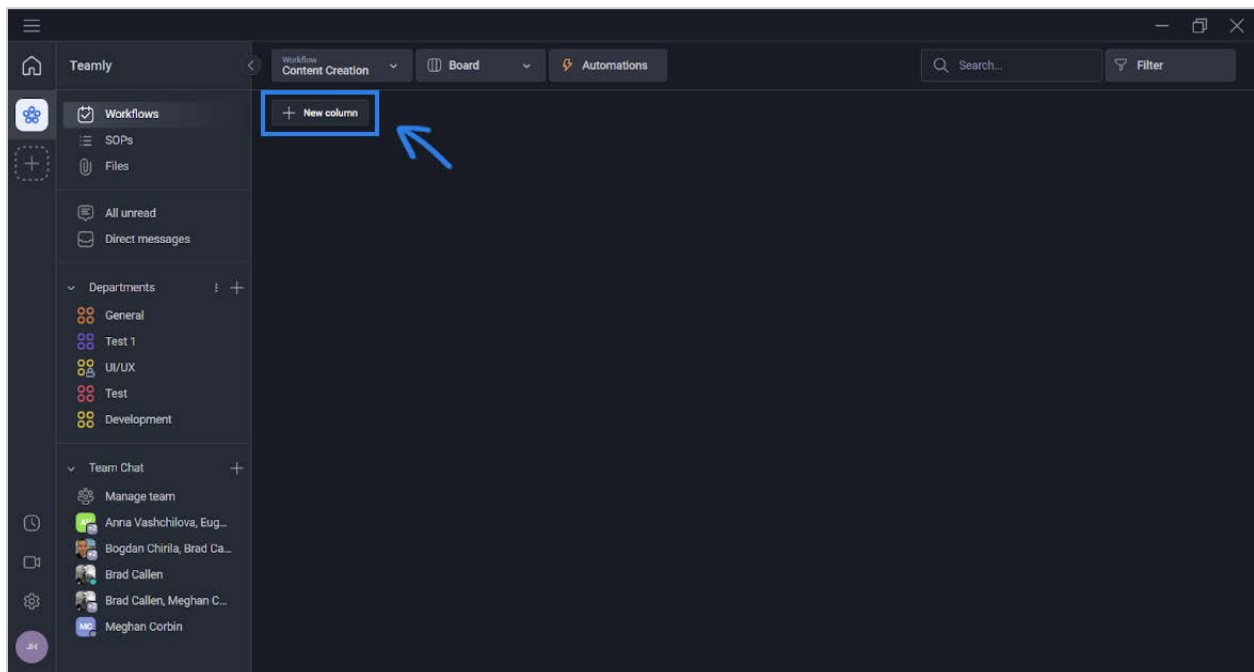 Teamly
Workflow
Content Creation
Board
Automations
Search...
Filter
Workflows
SOPs
Files
All unread
Direct messages
Departments
General
Test 1
UI/UX
Test
Development
Team Chat
Manage team
Anna Vashchilova, Eug...
Bogdan Chirila, Brad Ca...
Brad Callen
Brad Callen, Meghan C...
MC
Meghan Corbin
JH
New column